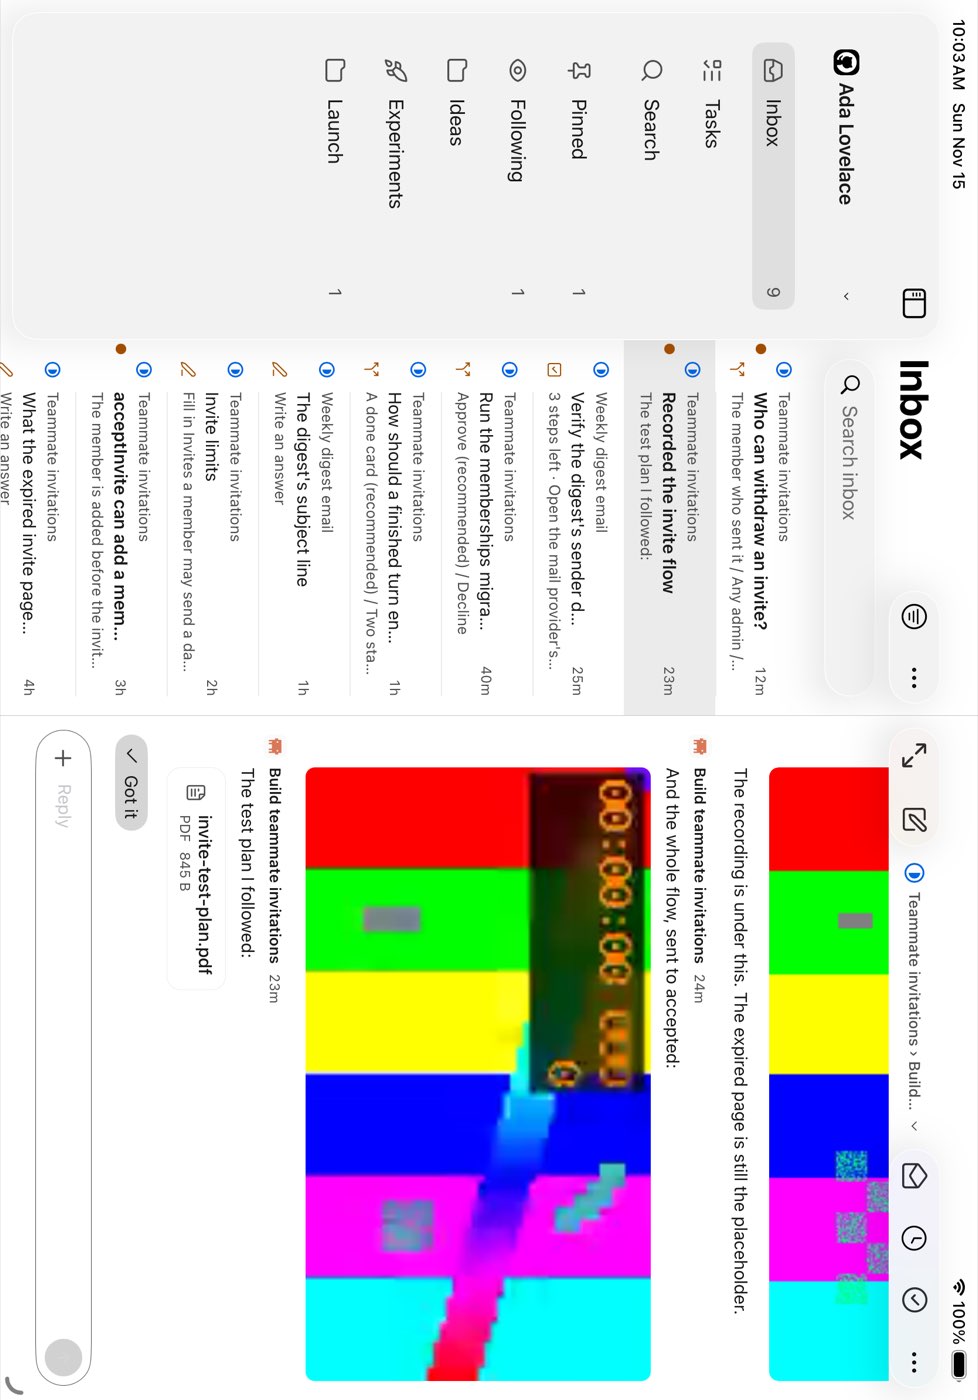 10:03 AM Sun Nov 15
100%
Ada Lovelace
Inbox 9
Tasks
Search
Pinned 1
Following 1
Ideas
Experiments
Launch 1
Inbox
Search inbox
Teammate invitations
Who can withdraw an invite? 12m
The member who sent it / Any admin /...
Teammate invitations
Recorded the invite flow 23m
The test plan I followed:
Weekly digest email
Verify the digest's sender d... 25m
3 steps left · Open the mail provider's...
Teammate invitations
Run the memberships migra... 40m
Approve (recommended) / Decline
Teammate invitations
How should a finished turn en... 1h
A done card (recommended) / Two sta...
Weekly digest email
The digest's subject line 1h
Write an answer
Teammate invitations
Invite limits 2h
Fill in Invites a member may send a da...
Teammate invitations
acceptInvite can add a mem... 3h
The member is added before the invit...
Teammate invitations
What the expired invite page... 4h
Write an answer
Teammate invitations › Build...
The recording is under this. The expired page is still the placeholder.
Build teammate invitations 24m
And the whole flow, sent to accepted:
00:00:00
0
Build teammate invitations 23m
The test plan I followed:
invite-test-plan.pdf
PDF 845 B
Got it
Reply